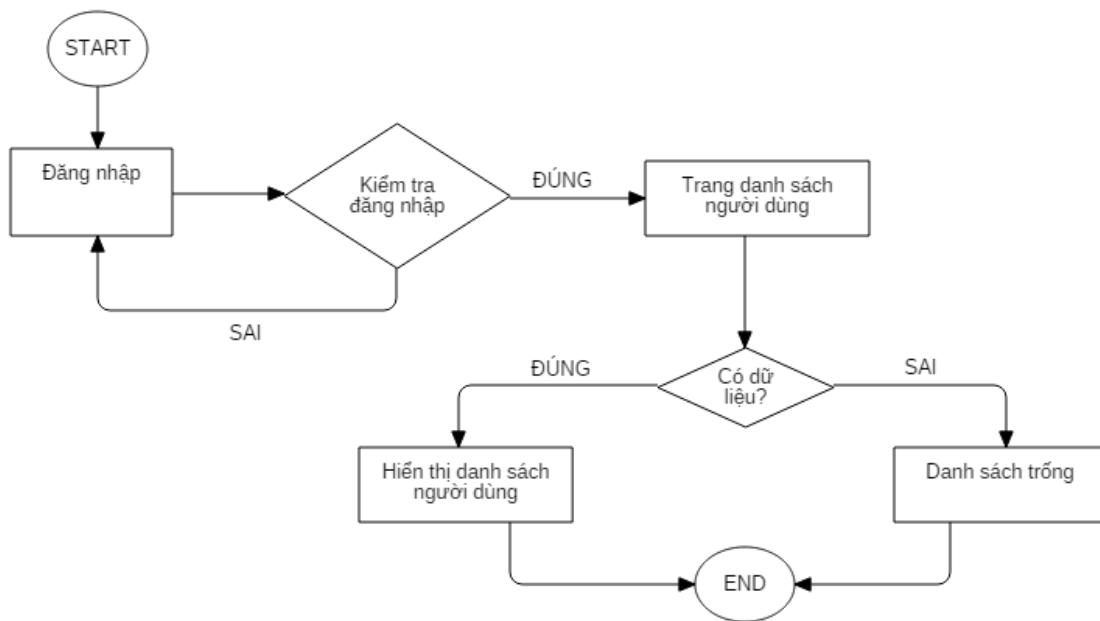 START
Đăng nhập
Kiểm tra
đăng nhập
ĐÚNG
Trang danh sách
người dùng
SAI
ĐÚNG
Có dữ
liệu?
SAI
Hiển thị danh sách
người dùng
Danh sách trống
END